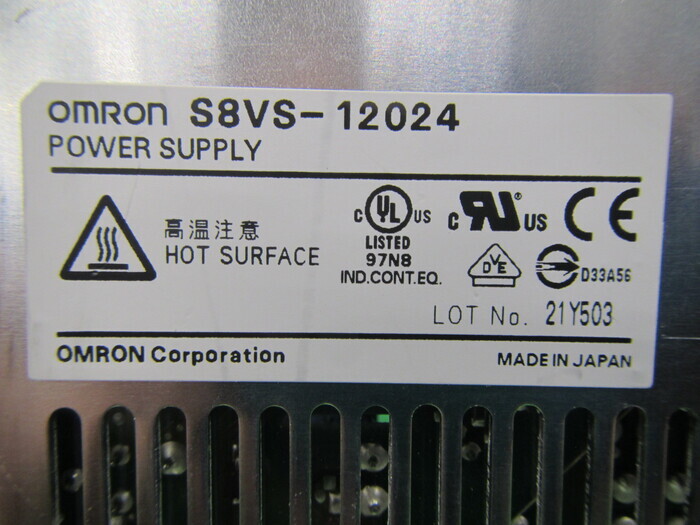 OMRON S8VS-12024
POWER SUPPLY
高温注意
HOT SURFACE
C UL US
LISTED
97N8
IND.CONT.EQ.
C RU US
CE
DVE
D33A56
LOT No. 21Y503
OMRON Corporation
MADE IN JAPAN